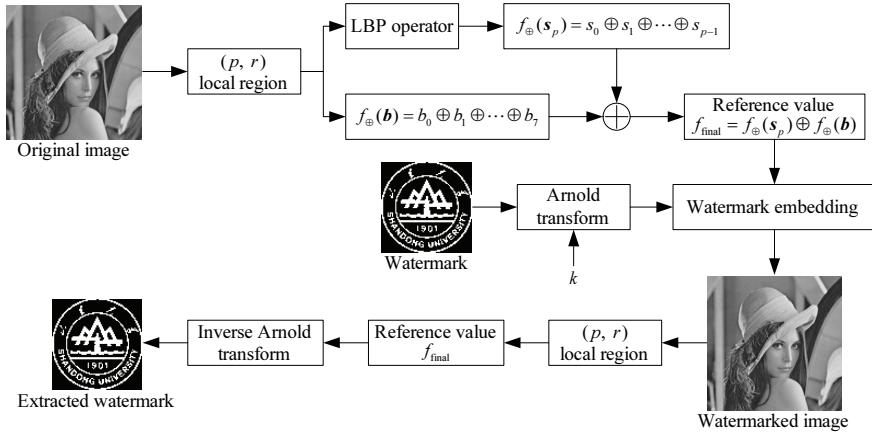 LBP operator
f⊕(sₚ) = s₀ ⊕ s₁ ⊕ ⋯ ⊕ sₚ₋₁
(p, r)
local region
f⊕(b) = b₀ ⊕ b₁ ⊕ ⋯ ⊕ b₇
Reference value
f_final = f⊕(sₚ) ⊕ f⊕(b)
Original image
SHANDONG UNIVERSITY
1901
Watermark
Arnold
transform
k
Watermark embedding
SHANDONG UNIVERSITY
1901
Extracted watermark
Inverse Arnold
transform
Reference value
f_final
(p, r)
local region
Watermarked image